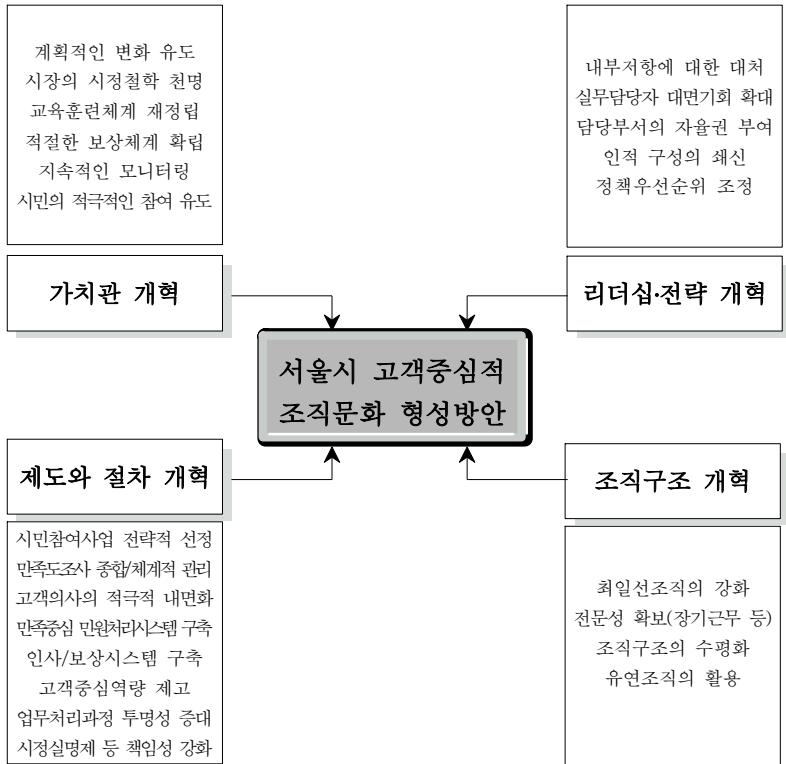 계획적인 변화 유도
시장의 시정철학 천명
교육훈련체계 재정립
적절한 보상체계 확립
지속적인 모니터링
시민의 적극적인 참여 유도
가치관 개혁
내부저항에 대한 대처
실무담당자 대면기회 확대
담당부서의 자율권 부여
인적 구성의 쇄신
정책우선순위 조정
리더십·전략 개혁
서울시 고객중심적
조직문화 형성방안
제도와 절차 개혁
시민참여사업 전략적 선정
만족도조사 종합/체계적 관리
고객의사의 적극적 내면화
만족중심 민원처리시스템 구축
인사/보상시스템 구축
고객중심역량 제고
업무처리과정 투명성 증대
시정실명제 등 책임성 강화
조직구조 개혁
최일선조직의 강화
전문성 확보(장기근무 등)
조직구조의 수평화
유연조직의 활용